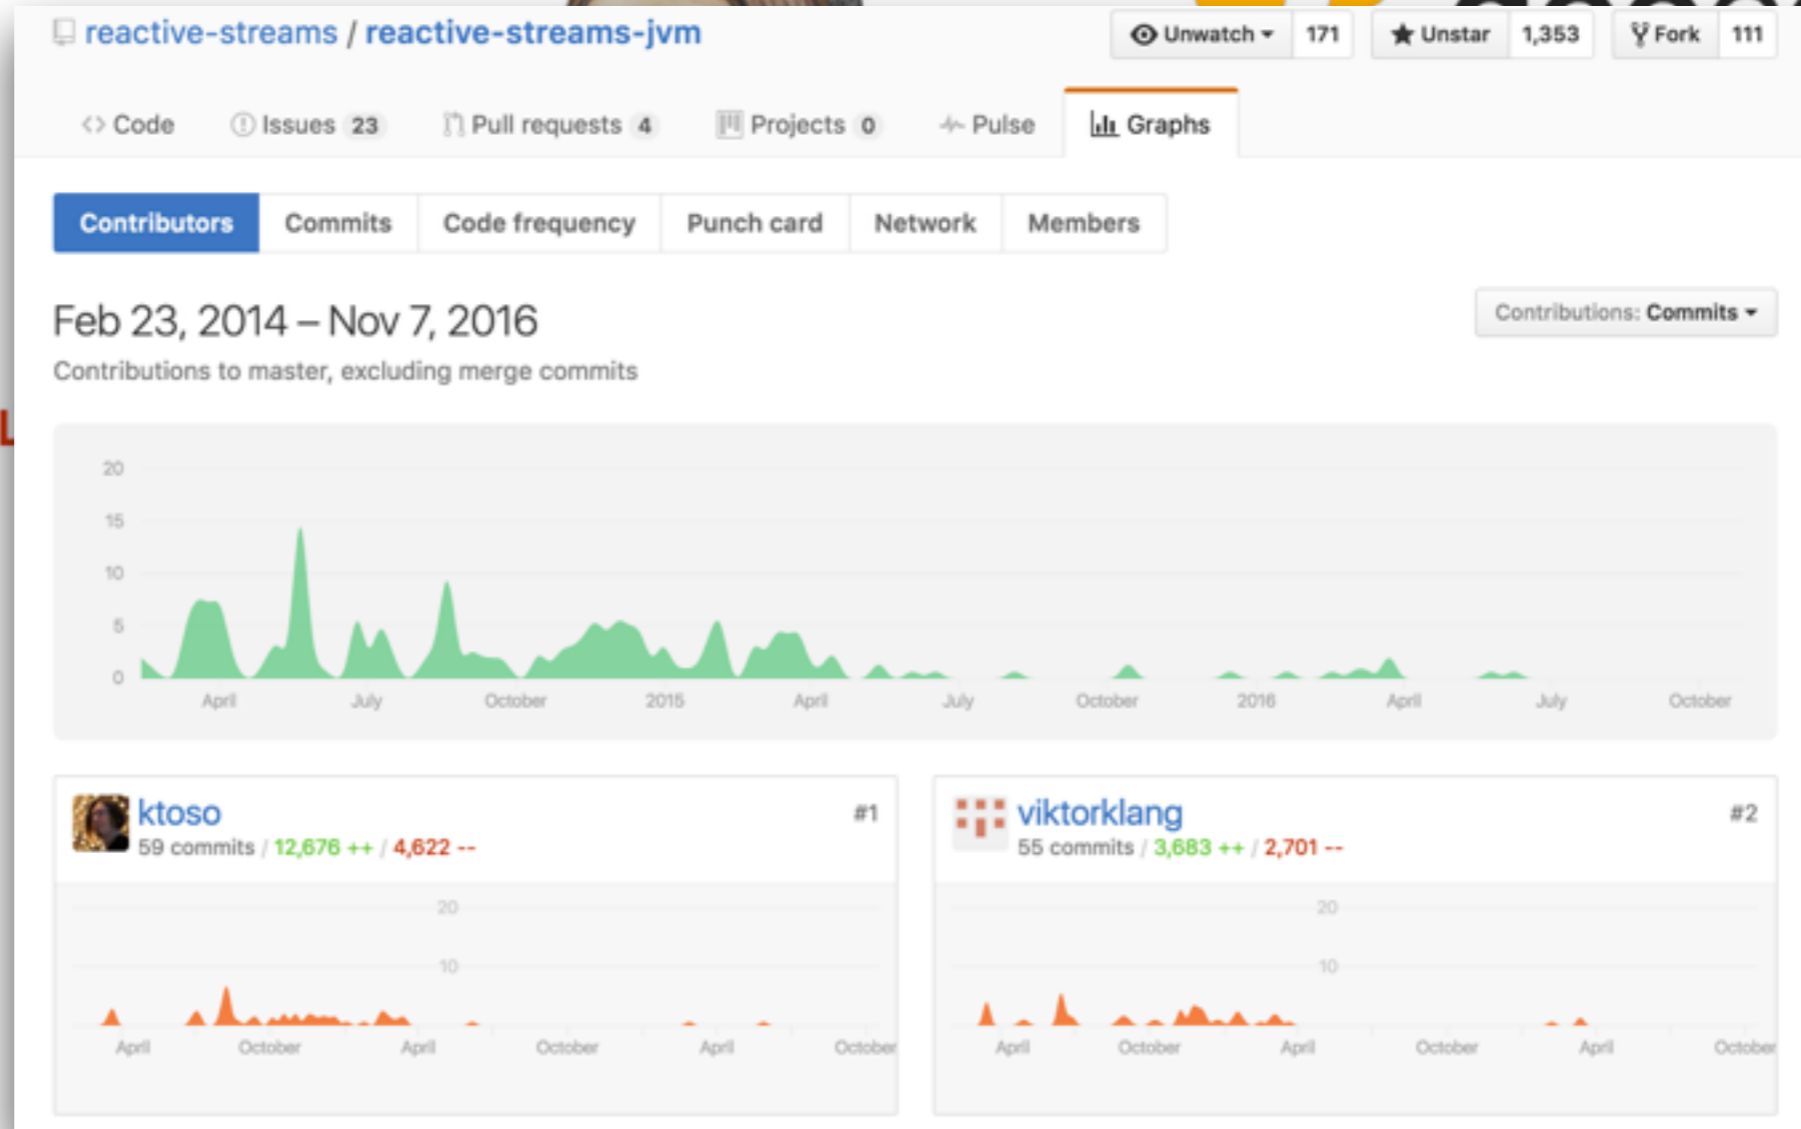 reactive-streams / reactive-streams-jvm Unwatch 171 Unstar 1,353 Fork 111
Code Issues 23 Pull requests 4 Projects 0 Pulse Graphs
Contributors Commits Code frequency Punch card Network Members
Feb 23, 2014 – Nov 7, 2016 Contributions: Commits
Contributions to master, excluding merge commits
20
15
10
5
0
April July October 2015 April July October 2016 April July October
ktoso #1
59 commits / 12,676 ++ / 4,622 --
20
10
April October April October April October
viktorklang #2
55 commits / 3,683 ++ / 2,701 --
20
10
April October April October April October